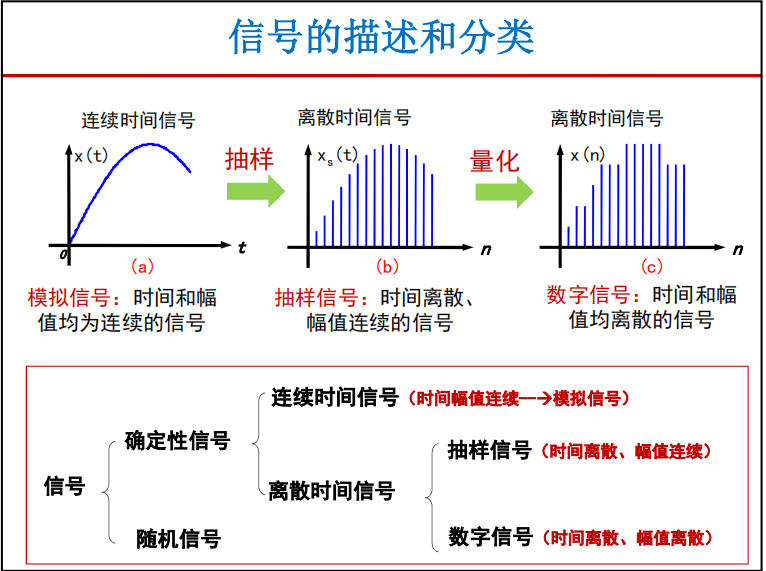 信号的描述和分类
连续时间信号
x(t)
0
t
(a)
模拟信号：时间和幅
值均为连续的信号
抽样
离散时间信号
xs(t)
n
(b)
抽样信号：时间离散、
幅值连续的信号
量化
离散时间信号
x(n)
n
(c)
数字信号：时间和幅
值均离散的信号
信号
确定性信号
连续时间信号（时间幅值连续--→模拟信号）
离散时间信号
抽样信号（时间离散、幅值连续）
数字信号（时间离散、幅值离散）
随机信号